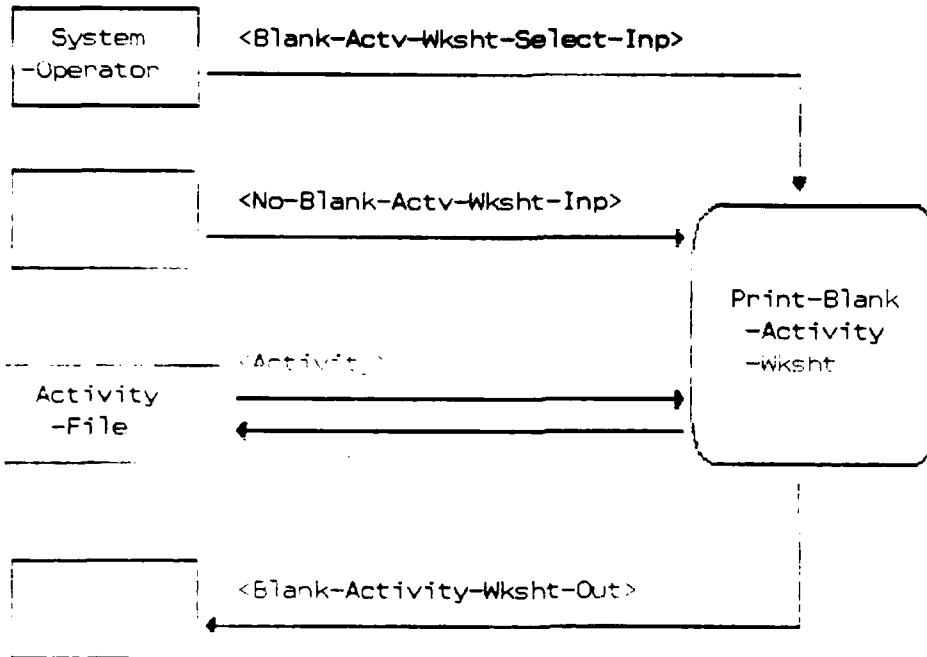 System
-Operator
<Blank-Actv-Wksht-Select-Inp>
<No-Blank-Actv-Wksht-Inp>
Print-Blank
-Activity
-Wksht
<Activity>
Activity
-File
<Blank-Activity-Wksht-Out>